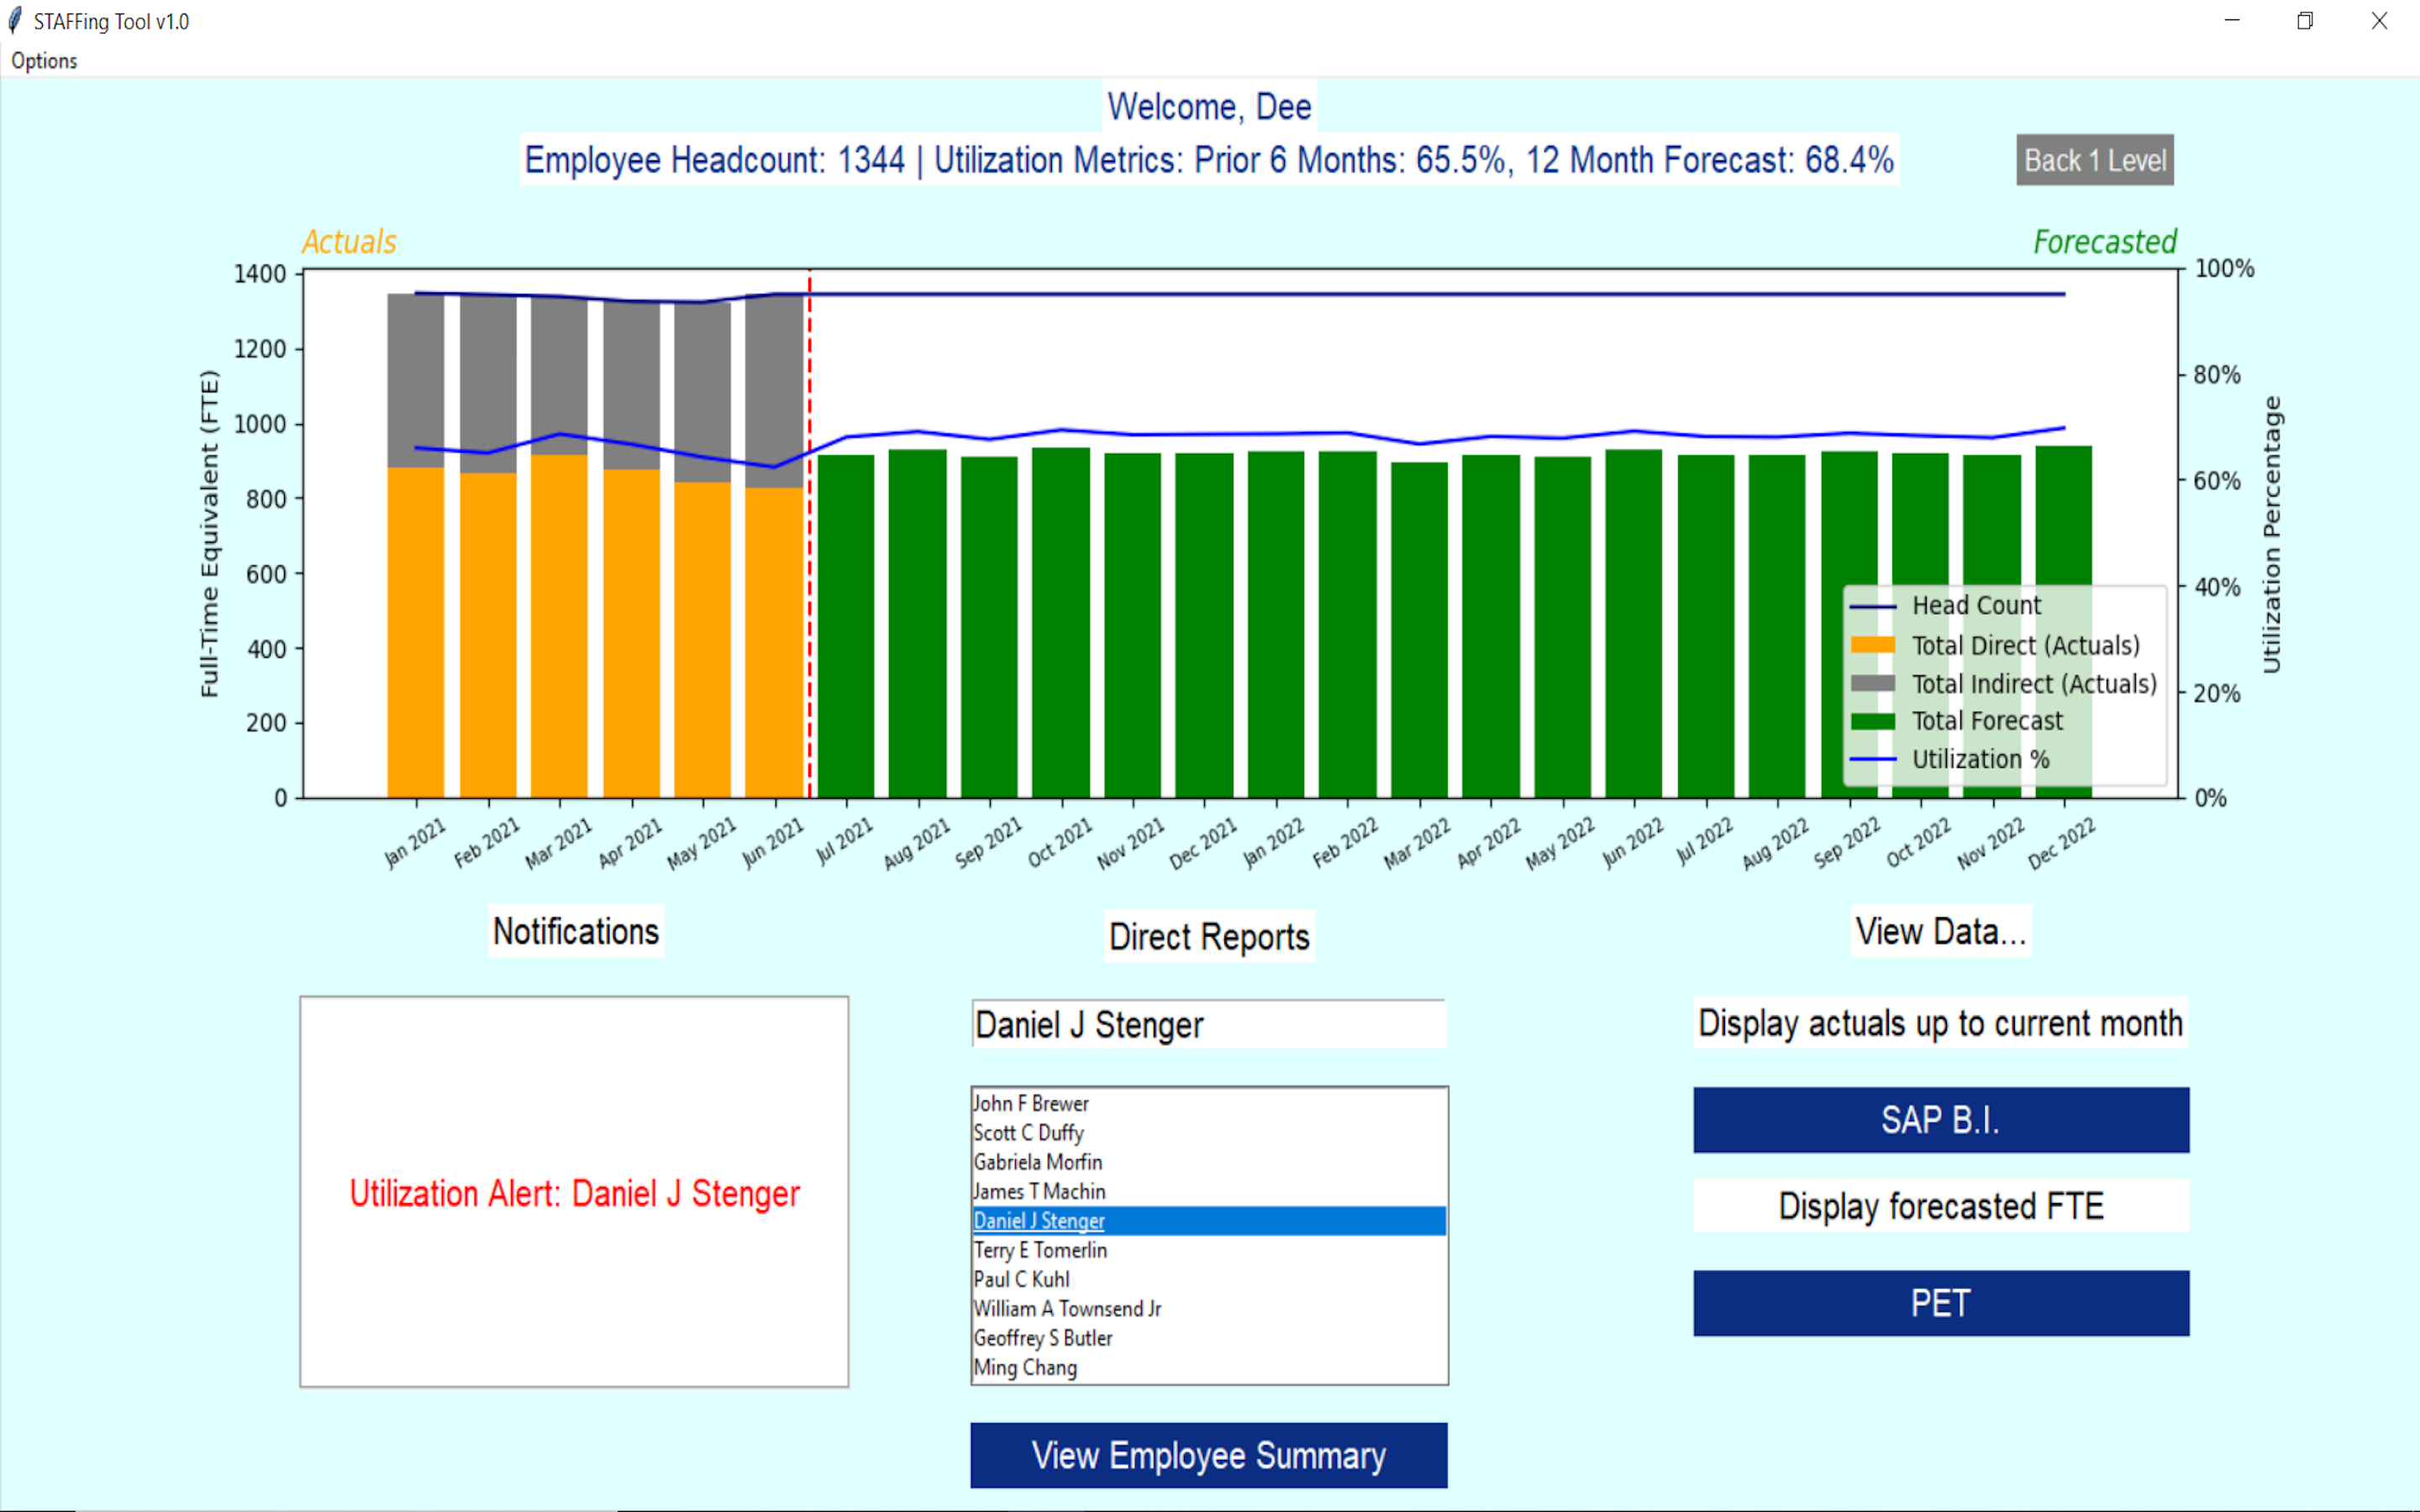 STAFFing Tool v1.0
Options
Welcome, Dee
Employee Headcount: 1344 | Utilization Metrics: Prior 6 Months: 65.5%, 12 Month Forecast: 68.4%
Back 1 Level
Actuals
Forecasted
Full-Time Equivalent (FTE)
1400
1200
1000
800
600
400
200
0
100%
80%
60%
40%
20%
0%
Utilization Percentage
Head Count
Total Direct (Actuals)
Total Indirect (Actuals)
Total Forecast
Utilization %
Jan 2021
Feb 2021
Mar 2021
Apr 2021
May 2021
Jun 2021
Jul 2021
Aug 2021
Sep 2021
Oct 2021
Nov 2021
Dec 2021
Jan 2022
Feb 2022
Mar 2022
Apr 2022
May 2022
Jun 2022
Jul 2022
Aug 2022
Sep 2022
Oct 2022
Nov 2022
Dec 2022
Notifications
Utilization Alert: Daniel J Stenger
Direct Reports
Daniel J Stenger
John F Brewer
Scott C Duffy
Gabriela Morfin
James T Machin
Daniel J Stenger
Terry E Tomerlin
Paul C Kuhl
William A Townsend Jr
Geoffrey S Butler
Ming Chang
View Employee Summary
View Data...
Display actuals up to current month
SAP B.I.
Display forecasted FTE
PET